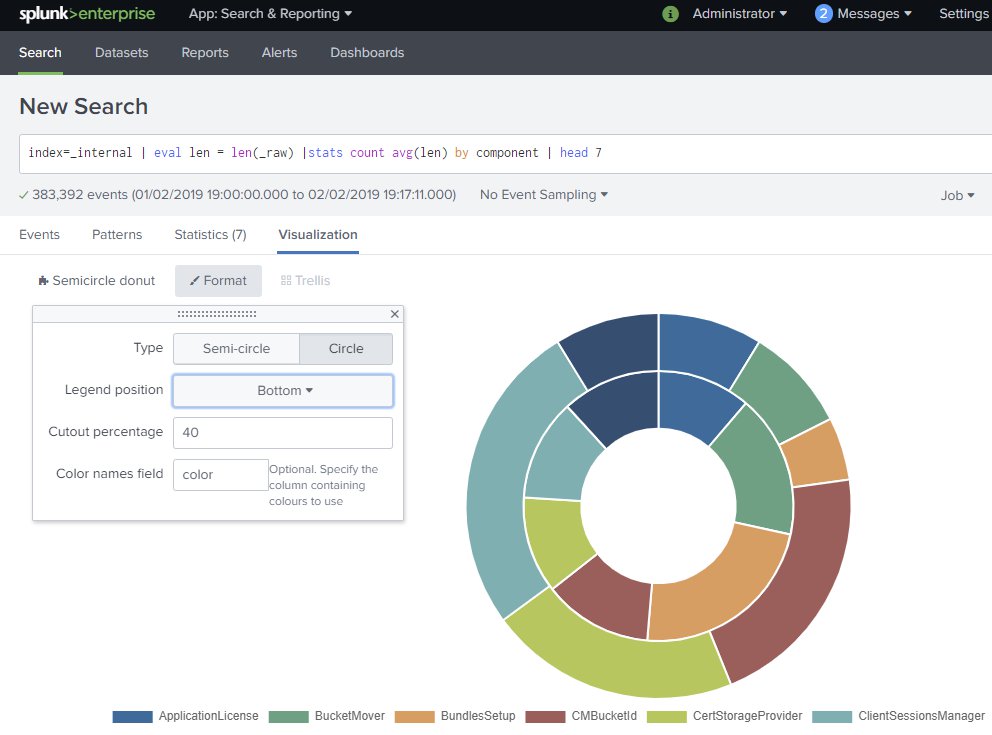 splunk>enterprise App: Search & Reporting ▾ i Administrator ▾ 2 Messages ▾ Settings
Search Datasets Reports Alerts Dashboards
New Search
index=_internal | eval len = len(_raw) |stats count avg(len) by component | head 7
✓ 383,392 events (01/02/2019 19:00:00.000 to 02/02/2019 19:17:11.000) No Event Sampling ▾ Job ▾
Events Patterns Statistics (7) Visualization
Semicircle donut Format Trellis
Type Semi-circle Circle
Legend position Bottom ▾
Cutout percentage 40
Color names field color Optional. Specify the
column containing
colours to use
ApplicationLicense BucketMover BundlesSetup CMBucketId CertStorageProvider ClientSessionsManager